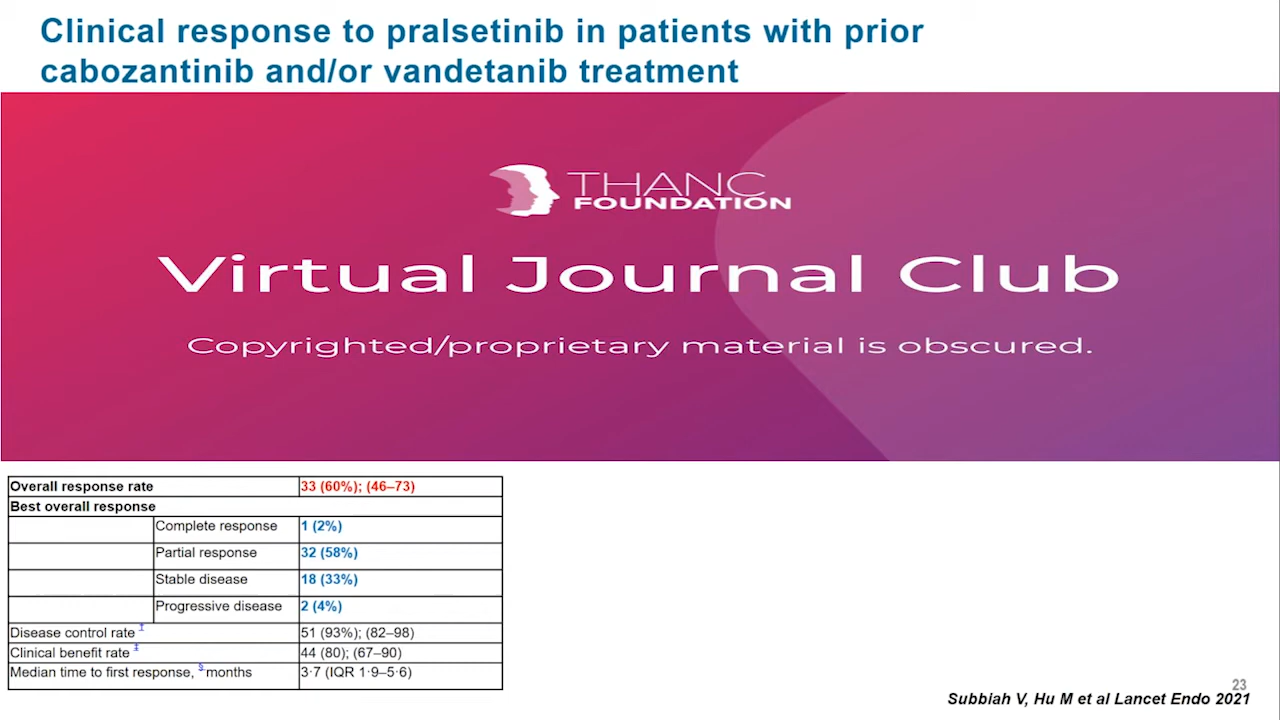 Clinical response to pralsetinib in patients with prior
cabozantinib and/or vandetanib treatment
THANC
FOUNDATION
Virtual Journal Club
Copyrighted/proprietary material is obscured.
Overall response rate 33 (60%); (46–73)
Best overall response
Complete response 1 (2%)
Partial response 32 (58%)
Stable disease 18 (33%)
Progressive disease 2 (4%)
Disease control rate † 51 (93%); (82–98)
Clinical benefit rate ‡ 44 (80); (67–90)
Median time to first response, § months 3·7 (IQR 1·9–5·6)
23
Subbiah V, Hu M et al Lancet Endo 2021